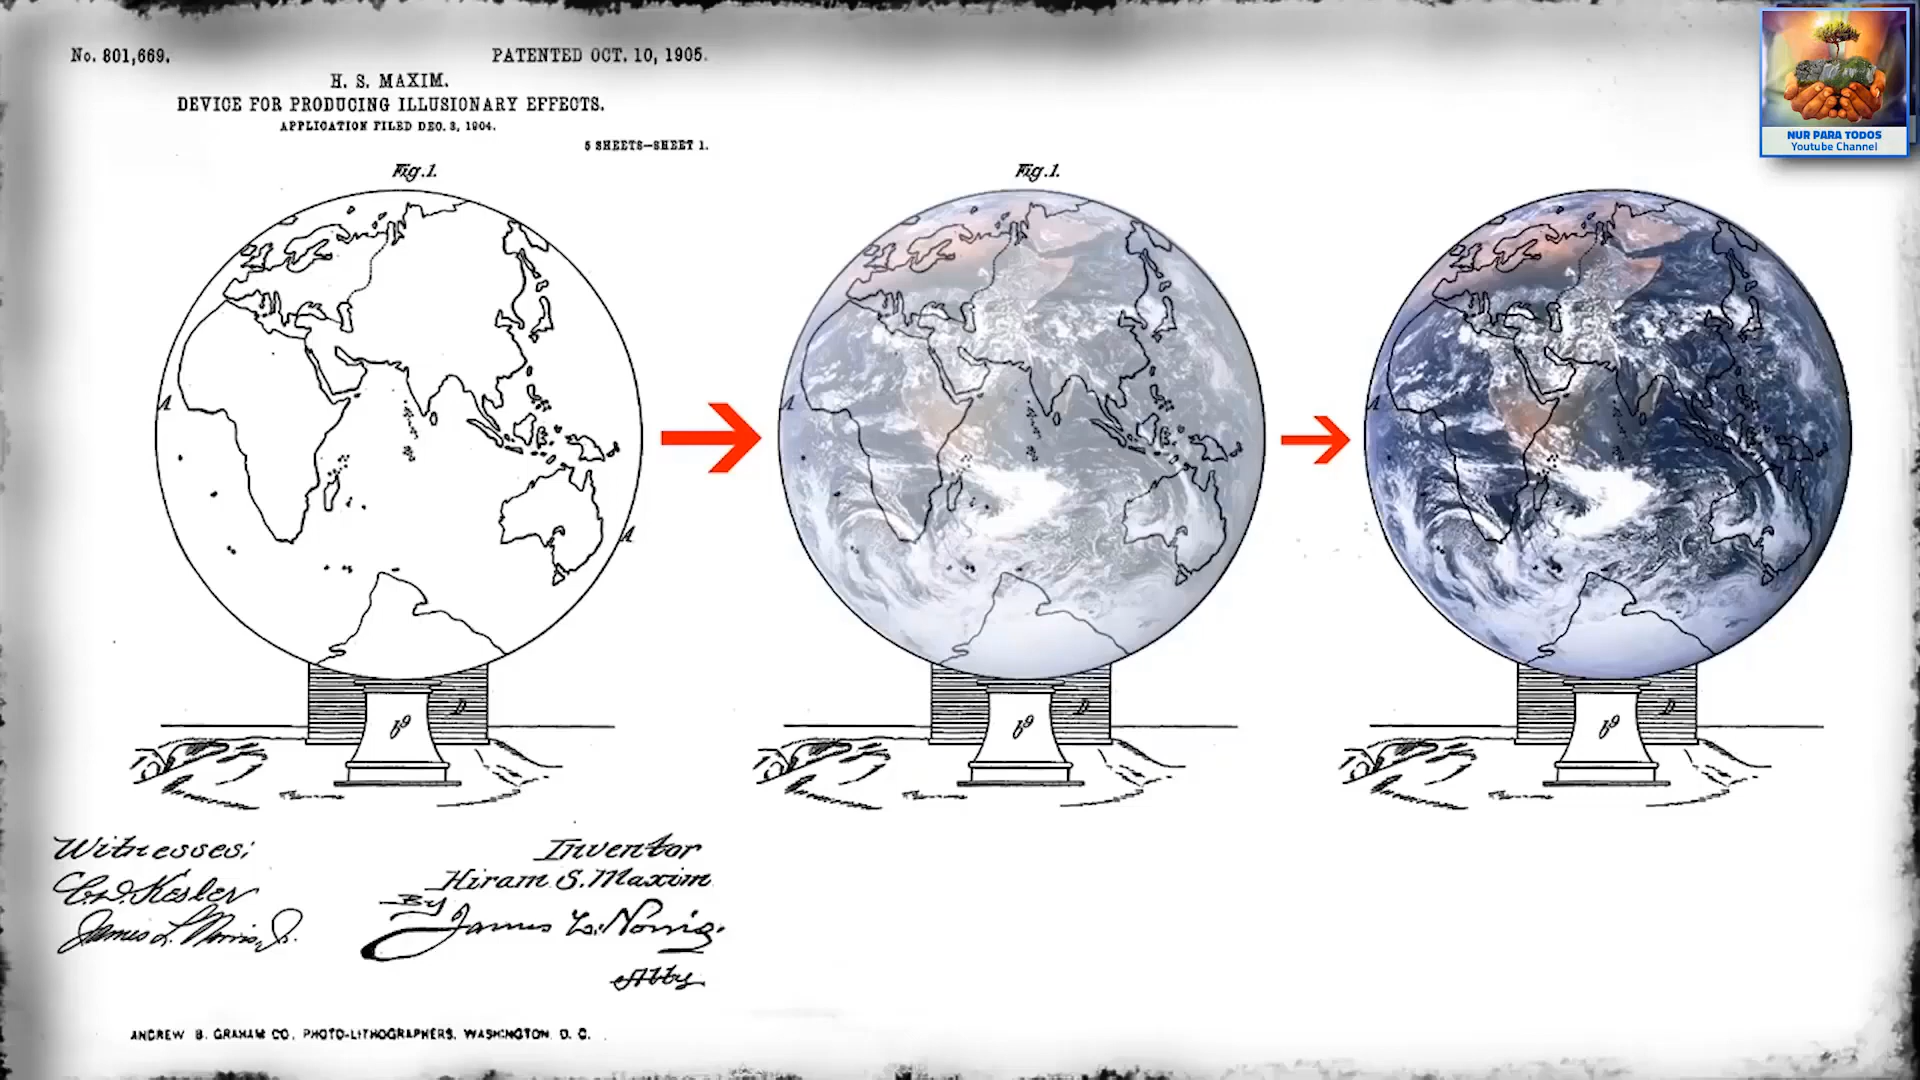 No. 801,669.
PATENTED OCT. 10, 1905.
H. S. MAXIM.
DEVICE FOR PRODUCING ILLUSIONARY EFFECTS.
APPLICATION FILED DEC. 3, 1904.
5 SHEETS—SHEET 1.
NUR PARA TODOS
Youtube Channel
Fig. 1.
Fig. 1.
A
A
A
A
D
D
D
Witnesses:
Inventor
Hiram S. Maxim
By
James L. Norris, Jr.
James L. Norris.
Atty
ANDREW B. GRAHAM CO., PHOTO-LITHOGRAPHERS, WASHINGTON, D. C.